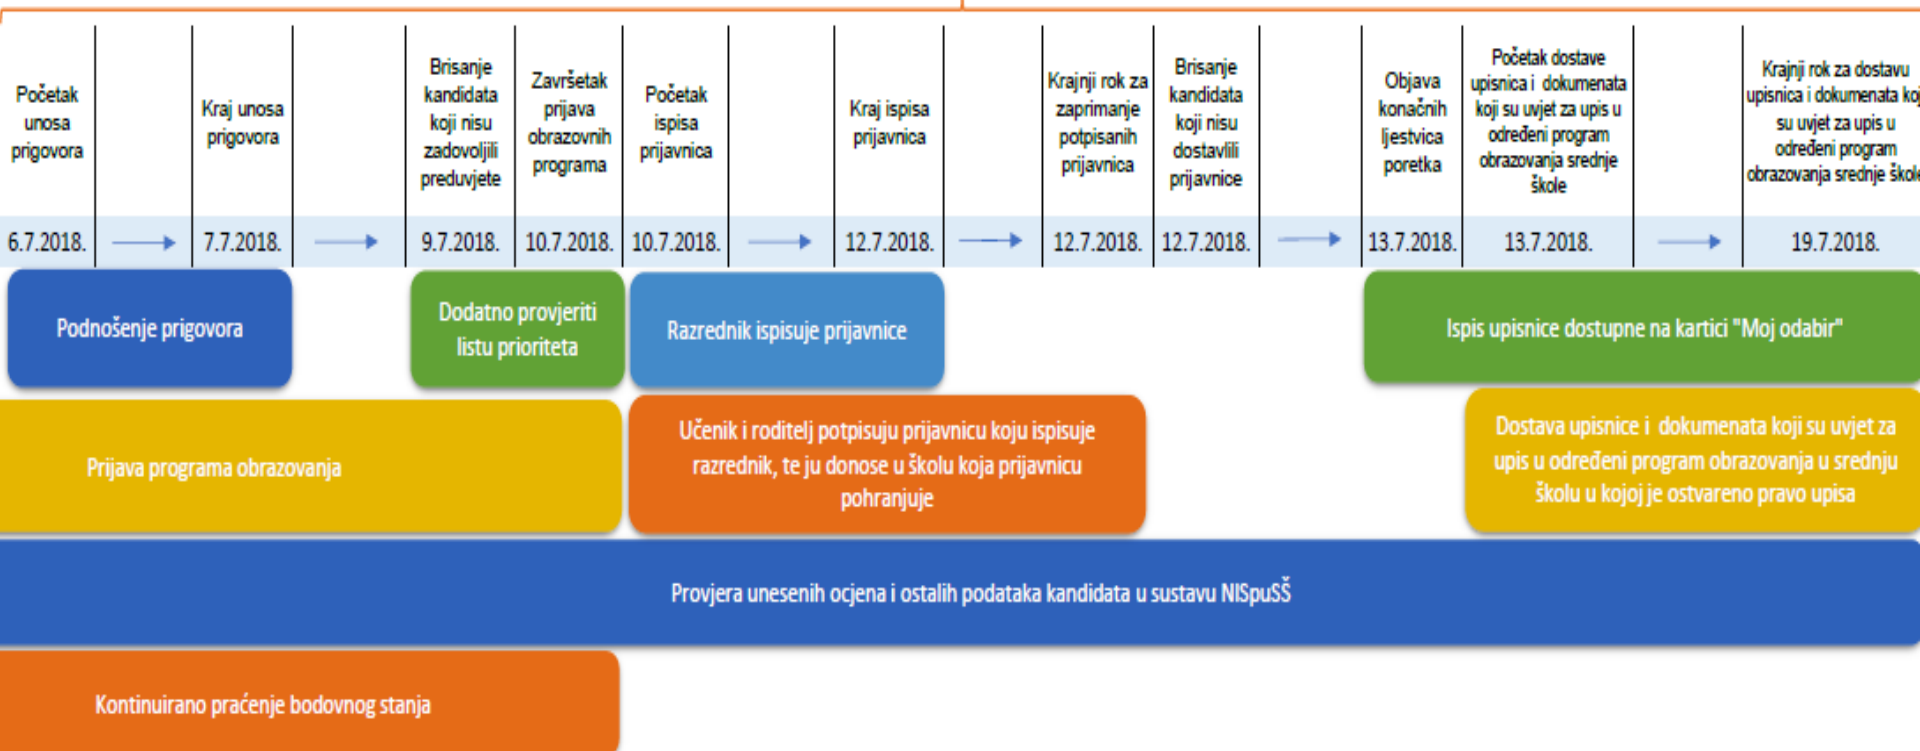 Početak
unosa
prigovora
Kraj unosa
prigovora
Brisanje
kandidata
koji nisu
zadovoljili
preduvjete
Završetak
prijava
obrazovnih
programa
Početak
ispisa
prijavnica
Kraj ispisa
prijavnica
Krajnji rok za
zaprimanje
potpisanih
prijavnica
Brisanje
kandidata
koji nisu
dostavlili
prijavnice
Objava
konačnih
ljestvica
poretka
Početak dostave
upisnica i dokumenata
koji su uvjet za upis u
određeni program
obrazovanja srednje
škole
Krajnji rok za dostavu
upisnica i dokumenata koj
su uvjet za upis u
određeni program
obrazovanja srednje škole
6.7.2018.
7.7.2018.
9.7.2018.
10.7.2018.
10.7.2018.
12.7.2018.
12.7.2018.
12.7.2018.
13.7.2018.
13.7.2018.
19.7.2018.
Podnošenje prigovora
Dodatno provjeriti
listu prioriteta
Razrednik ispisuje prijavnice
Ispis upisnice dostupne na kartici "Moj odabir"
Prijava programa obrazovanja
Učenik i roditelj potpisuju prijavnicu koju ispisuje
razrednik, te ju donose u školu koja prijavnicu
pohranjuje
Dostava upisnice i dokumenata koji su uvjet za
upis u određeni program obrazovanja u srednju
školu u kojoj je ostvareno pravo upisa
Provjera unesenih ocjena i ostalih podataka kandidata u sustavu NISpuSŠ
Kontinuirano praćenje bodovnog stanja